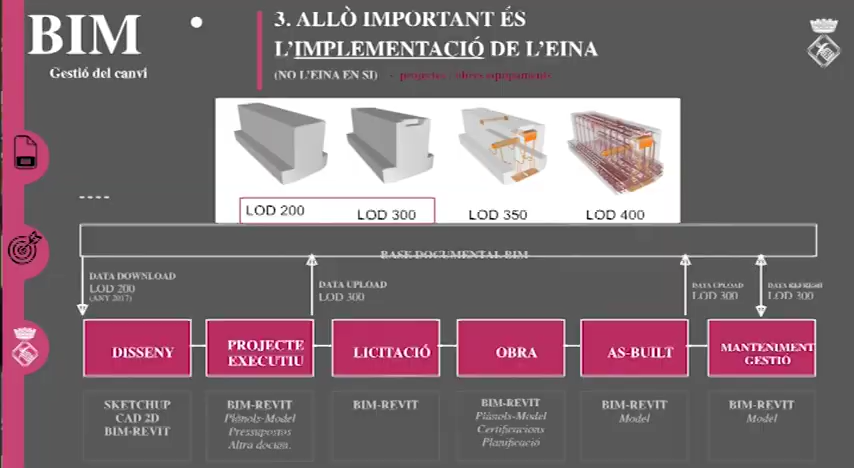 BIM
Gestió del canvi
3. ALLÒ IMPORTANT ÉS
L'IMPLEMENTACIÓ DE L'EINA
(NO L'EINA EN SI) - projectes / obres equipaments
LOD 200
LOD 300
LOD 350
LOD 400
BASE DOCUMENTAL BIM
DATA DOWNLOAD
LOD 200
(ANY 2017)
DATA UPLOAD
LOD 300
DATA UPLOAD
LOD 300
DATA REFRESH
LOD 300
DISSENY
PROJECTE
EXECUTIU
LICITACIÓ
OBRA
AS-BUILT
MANTENIMENT
GESTIÓ
SKETCHUP
CAD 2D
BIM-REVIT
BIM-REVIT
Plànols-Model
Pressupostos
Altra docum.
BIM-REVIT
BIM-REVIT
Plànols-Model
Certificacions
Planificació
BIM-REVIT
Model
BIM-REVIT
Model